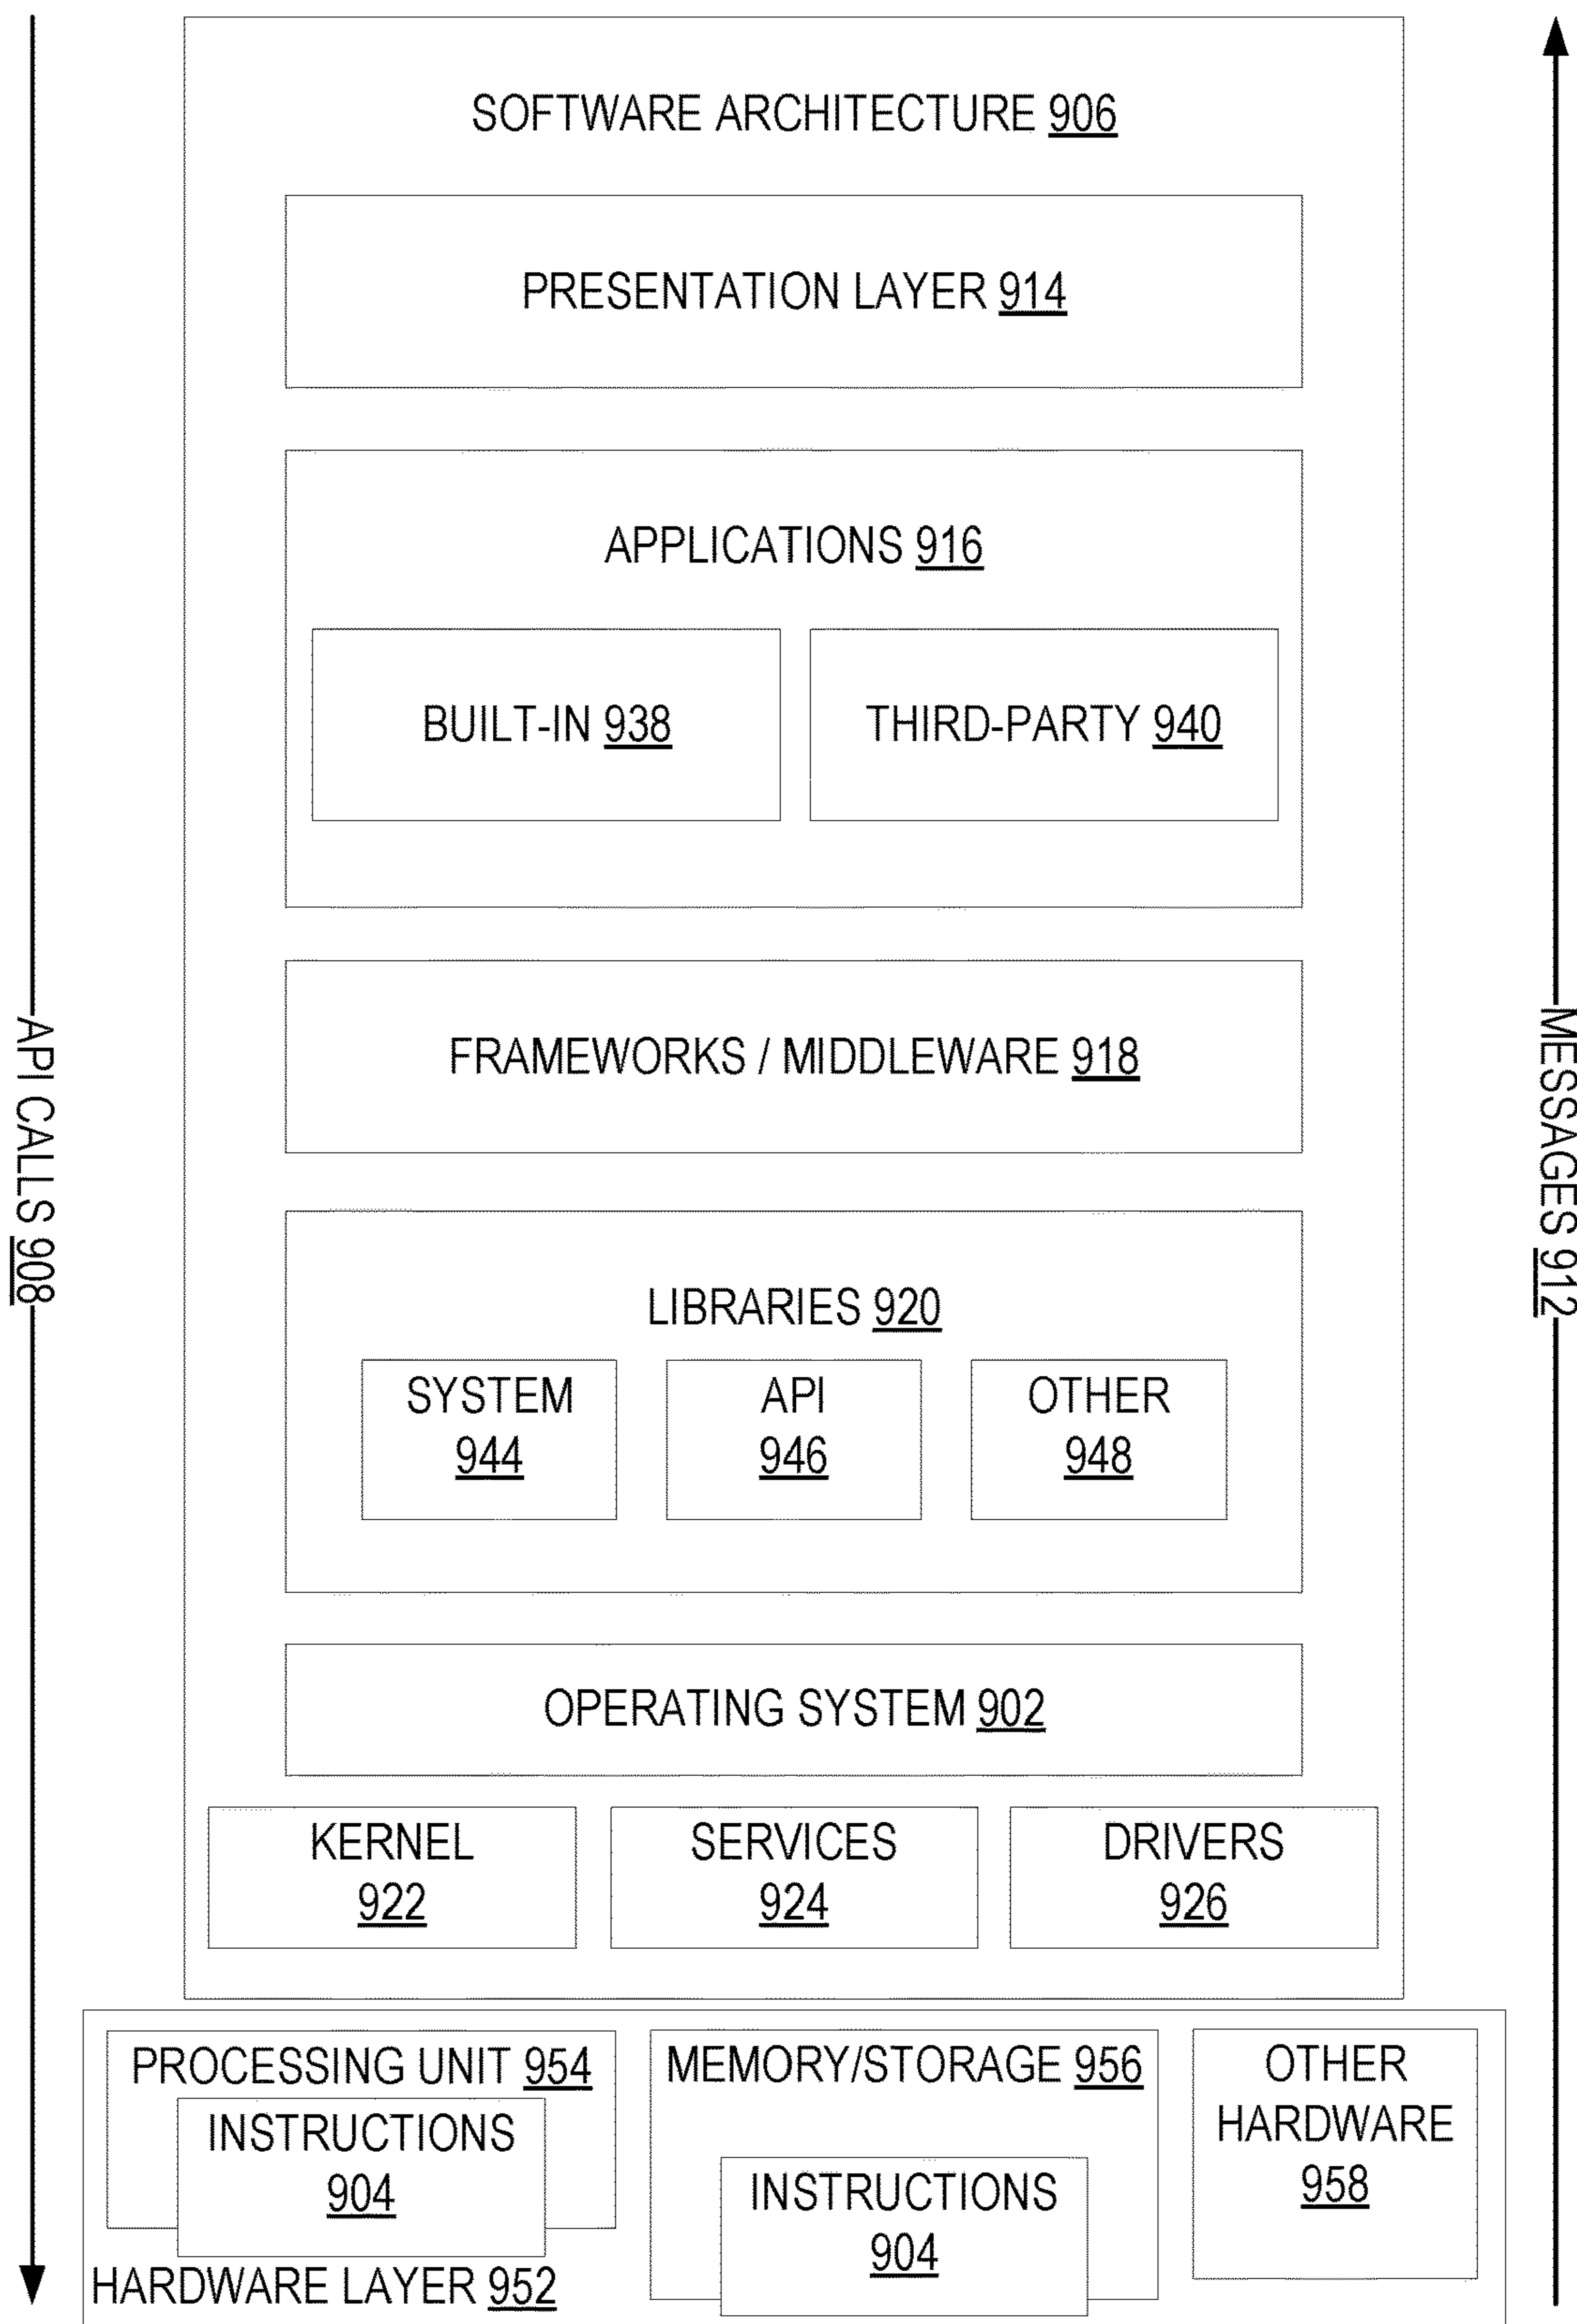 SOFTWARE ARCHITECTURE 906
PRESENTATION LAYER 914
APPLICATIONS 916
BUILT-IN 938
THIRD-PARTY 940
FRAMEWORKS / MIDDLEWARE 918
API CALLS 908
MESSAGES 912
LIBRARIES 920
SYSTEM
944
API
946
OTHER
948
OPERATING SYSTEM 902
KERNEL
922
SERVICES
924
DRIVERS
926
PROCESSING UNIT 954
INSTRUCTIONS
904
MEMORY/STORAGE 956
INSTRUCTIONS
904
OTHER
HARDWARE
958
HARDWARE LAYER 952